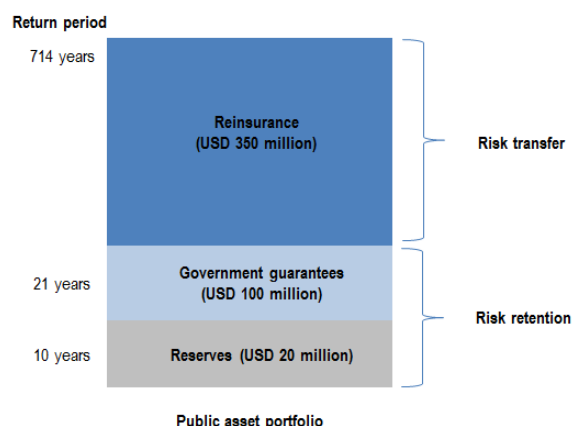 Return period
714 years
Reinsurance
(USD 350 million)
Risk transfer
Government guarantees
21 years
(USD 100 million)
Risk retention
10 years
Reserves (USD 20 million)
Public asset portfolio